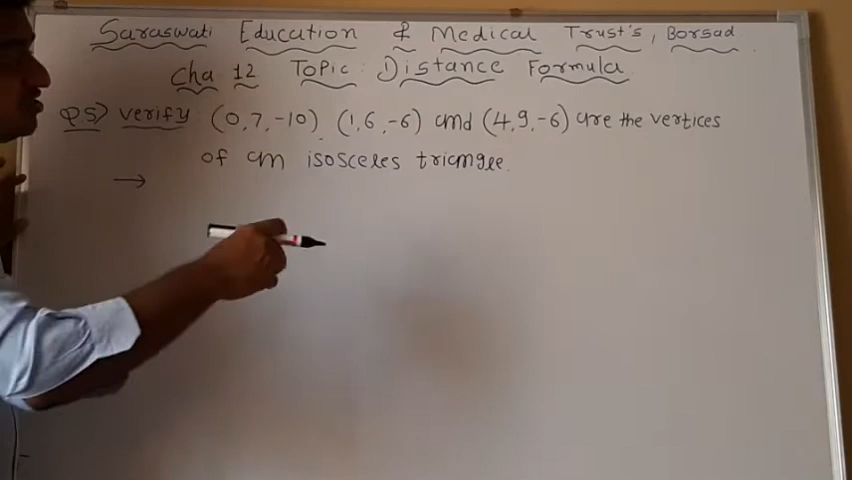 Saraswati Education & Medical Trust's, Borsad
Cha 12 Topic: Distance Formula
Q.5) verify: (0,7,-10) (1,6,-6) and (4,9,-6) are the vertices
of an isosceles triangle.
→